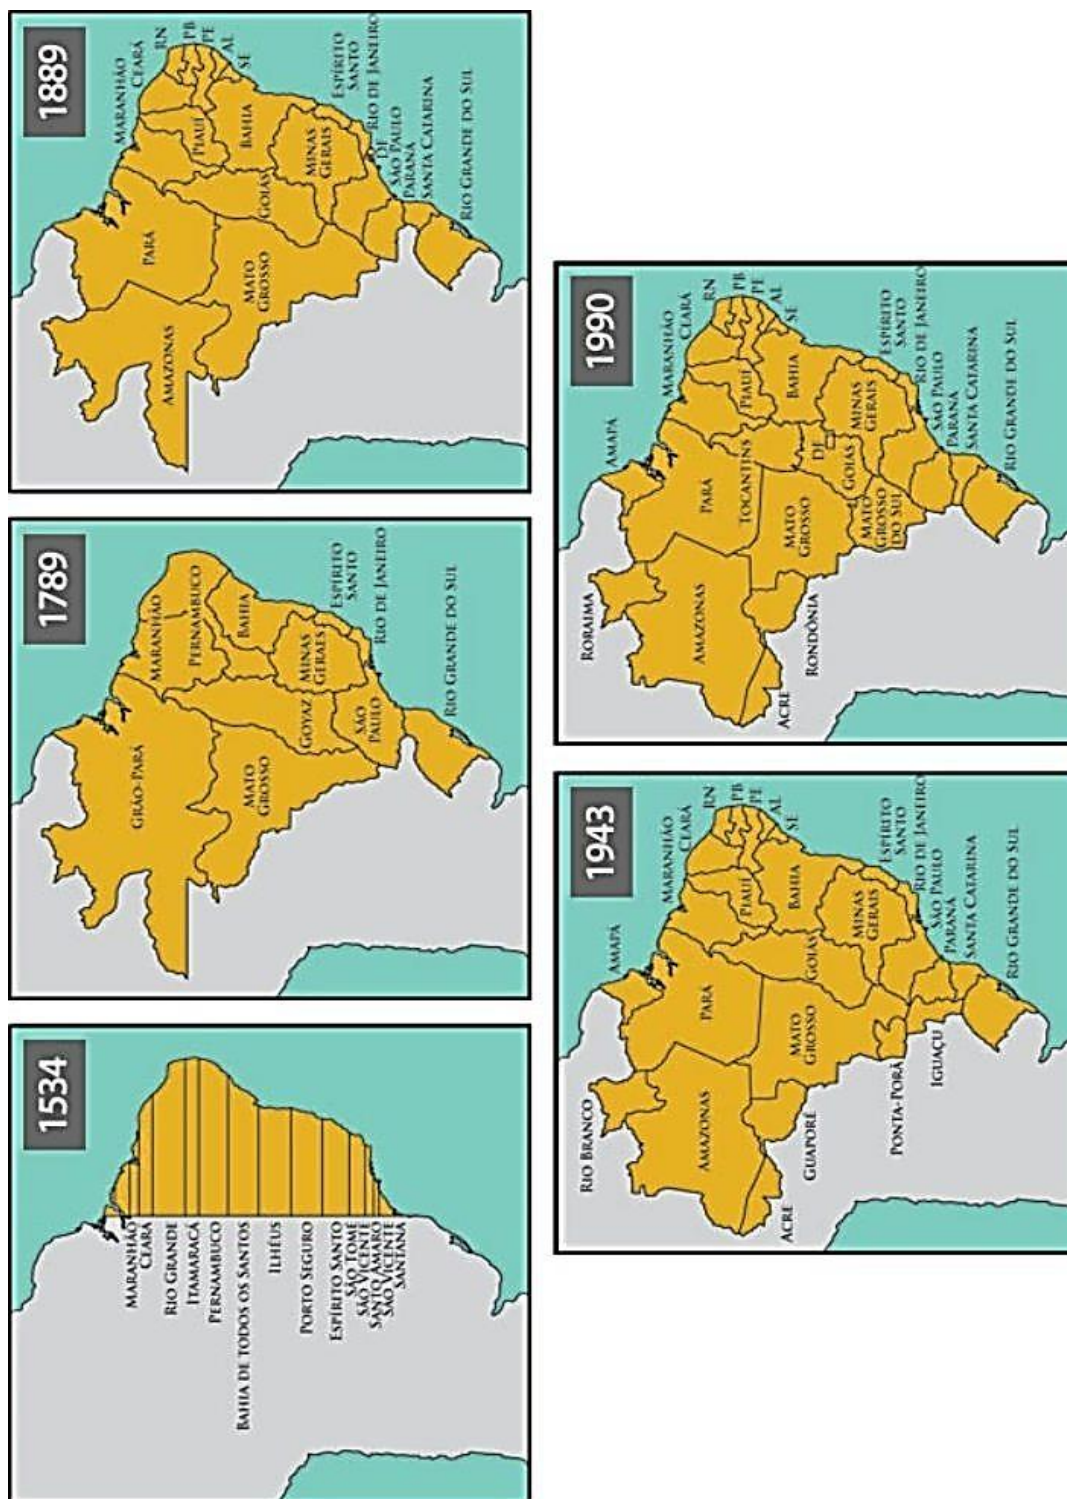 1534
MARANHÃO
CEARÁ
RIO GRANDE
ITAMARACÁ
PERNAMBUCO
BAHIA DE TODOS OS SANTOS
ILHÉUS
PORTO SEGURO
ESPÍRITO SANTO
SÃO TOMÉ
SÃO VICENTE
SANTO AMARO
SÃO VICENTE
SANTANA
1789
GRÃO-PARÁ
MARANHÃO
PERNAMBUCO
BAHIA
MATO
GROSSO
GOYAZ
MINAS
GERAES
SÃO
PAULO
ESPÍRITO
SANTO
RIO DE JANEIRO
RIO GRANDE DO SUL
1889
AMAZONAS
PARÁ
MARANHÃO
CEARÁ
RN
PB
PE
AL
SE
PIAUÍ
BAHIA
MATO
GROSSO
GOIÁS
MINAS
GERAIS
ESPÍRITO
SANTO
RIO DE JANEIRO
DF
SÃO PAULO
PARANÁ
SANTA CATARINA
RIO GRANDE DO SUL
1943
RIO BRANCO
AMAPÁ
AMAZONAS
PARÁ
MARANHÃO
CEARÁ
RN
PB
PE
AL
SE
PIAUÍ
BAHIA
ACRE
GUAPORÉ
MATO
GROSSO
GOIÁS
MINAS
GERAIS
ESPÍRITO
SANTO
RIO DE JANEIRO
SÃO PAULO
PARANÁ
SANTA CATARINA
PONTA-PORÃ
IGUAÇU
RIO GRANDE DO SUL
1990
RORAIMA
AMAPÁ
AMAZONAS
PARÁ
MARANHÃO
CEARÁ
RN
PB
PE
AL
SE
PIAUÍ
TOCANTINS
BAHIA
ACRE
RONDÔNIA
MATO
GROSSO
DF
GOIÁS
MINAS
GERAIS
MATO
GROSSO
DO SUL
ESPÍRITO
SANTO
RIO DE JANEIRO
SÃO PAULO
PARANÁ
SANTA CATARINA
RIO GRANDE DO SUL